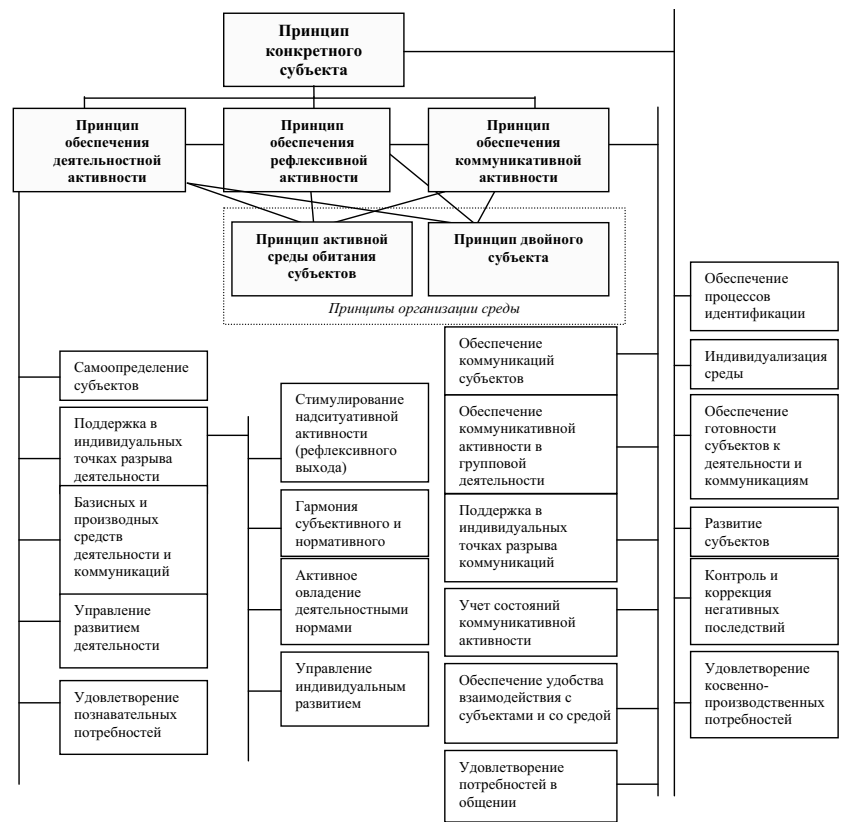 Принцип
конкретного
субъекта
Принцип
обеспечения
деятельностной
активности
Принцип
обеспечения
рефлексивной
активности
Принцип
обеспечения
коммуникативной
активности
Принцип активной
среды обитания
субъектов
Принцип двойного
субъекта
Принципы организации среды
Самоопределение
субъектов
Поддержка в
индивидуальных
точках разрыва
деятельности
Базисных и
производных
средств
деятельности и
коммуникаций
Управление
развитием
деятельности
Удовлетворение
познавательных
потребностей
Стимулирование
надситуативной
активности
(рефлексивного
выхода)
Гармония
субъективного и
нормативного
Активное
овладение
деятельностными
нормами
Управление
индивидуальным
развитием
Обеспечение
коммуникаций
субъектов
Обеспечение
коммуникативной
активности в
групповой
деятельности
Поддержка в
индивидуальных
точках разрыва
коммуникаций
Учет состояний
коммуникативной
активности
Обеспечение удобства
взаимодействия с
субъектами и со средой
Удовлетворение
потребностей в
общении
Обеспечение
процессов
идентификации
Индивидуализация
среды
Обеспечение
готовности
субъектов к
деятельности и
коммуникациям
Развитие
субъектов
Контроль и
коррекция
негативных
последствий
Удовлетворение
косвенно-
производственных
потребностей